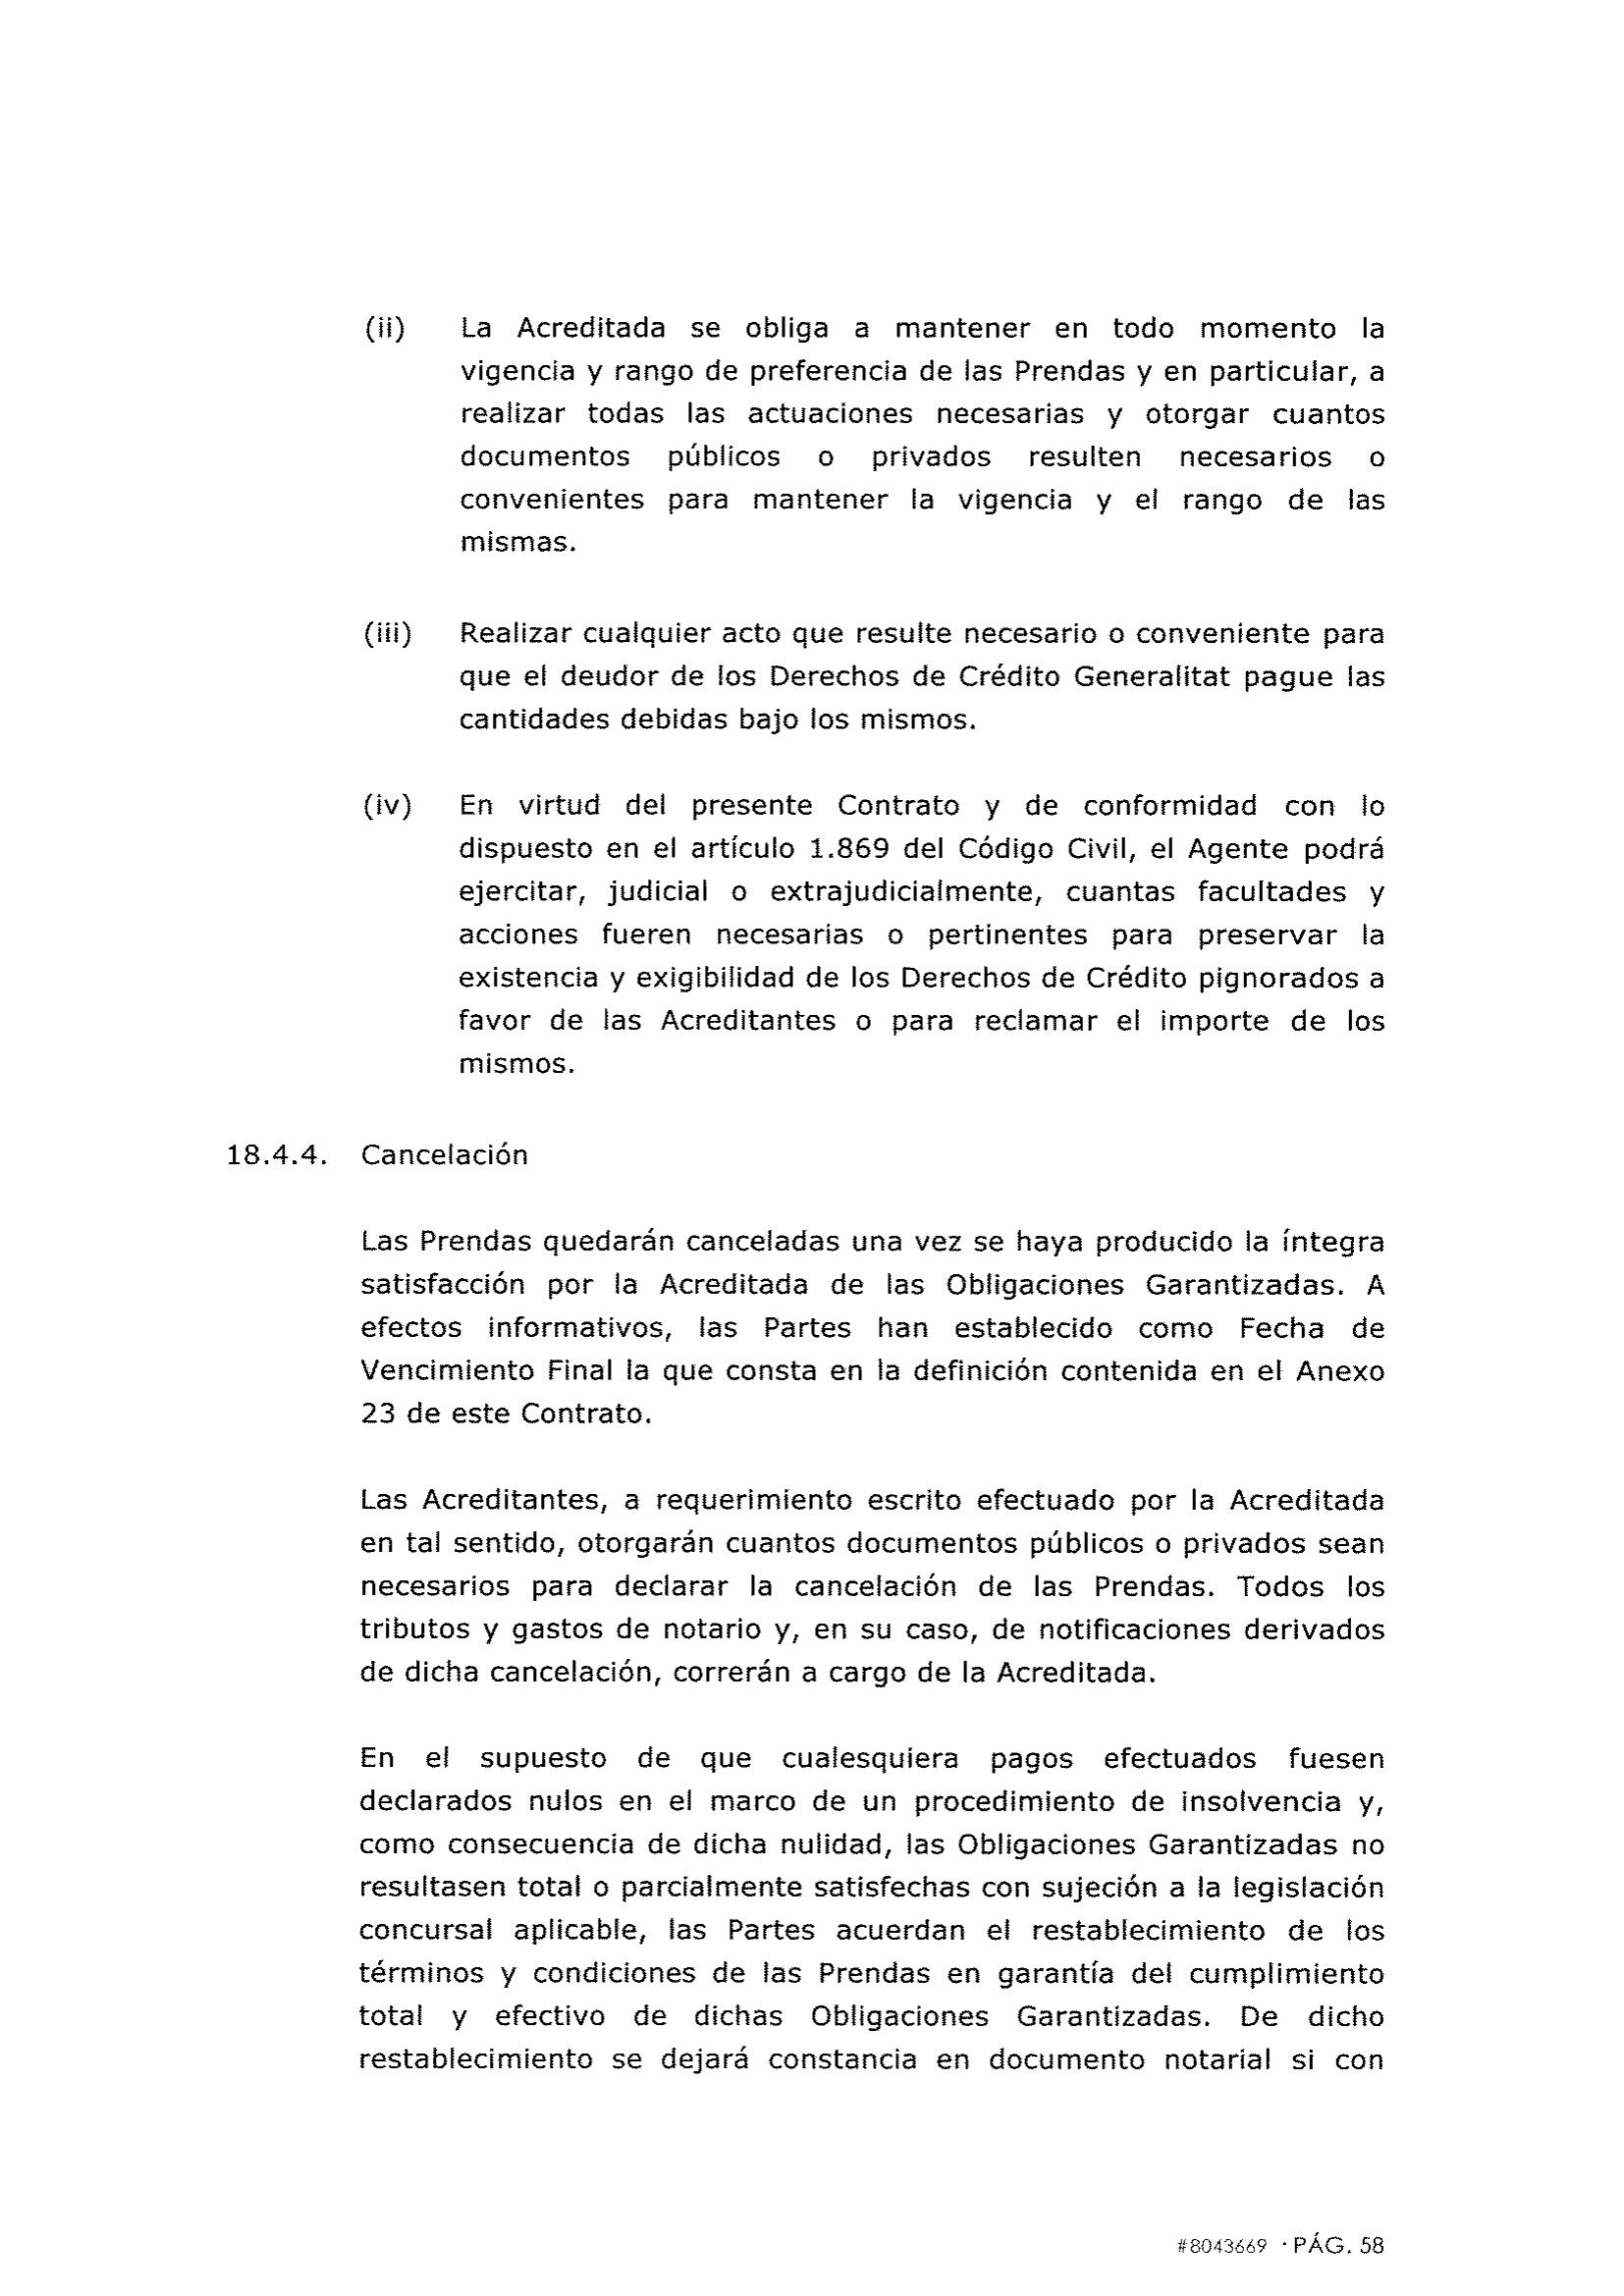 (ii) La Acreditada se obliga a mantener en todo momento la
vigencia y rango de preferencia de las Prendas y en particular, a
realizar todas las actuaciones necesarias y otorgar cuantos
documentos públicos o privados resulten necesarios o
convenientes para mantener la vigencia y el rango de las
mismas.
(iii) Realizar cualquier acto que resulte necesario o conveniente para
que el deudor de los Derechos de Crédito Generalitat pague las
cantidades debidas bajo los mismos.
(iv) En virtud del presente Contrato y de conformidad con lo
dispuesto en el artículo 1.869 del Código Civil, el Agente podrá
ejercitar, judicial o extrajudicialmente, cuantas facultades y
acciones fueren necesarias o pertinentes para preservar la
existencia y exigibilidad de los Derechos de Crédito pignorados a
favor de las Acreditantes o para reclamar el importe de los
mismos.
18.4.4. Cancelación
Las Prendas quedarán canceladas una vez se haya producido la íntegra
satisfacción por la Acreditada de las Obligaciones Garantizadas. A
efectos informativos, las Partes han establecido como Fecha de
Vencimiento Final la que consta en la definición contenida en el Anexo
23 de este Contrato.
Las Acreditantes, a requerimiento escrito efectuado por la Acreditada
en tal sentido, otorgarán cuantos documentos públicos o privados sean
necesarios para declarar la cancelación de las Prendas. Todos los
tributos y gastos de notario y, en su caso, de notificaciones derivados
de dicha cancelación, correrán a cargo de la Acreditada.
En el supuesto de que cualesquiera pagos efectuados fuesen
declarados nulos en el marco de un procedimiento de insolvencia y,
como consecuencia de dicha nulidad, las Obligaciones Garantizadas no
resultasen total o parcialmente satisfechas con sujeción a la legislación
concursal aplicable, las Partes acuerdan el restablecimiento de los
términos y condiciones de las Prendas en garantía del cumplimiento
total y efectivo de dichas Obligaciones Garantizadas. De dicho
restablecimiento se dejará constancia en documento notarial si con
#8043669 · PÁG. 58